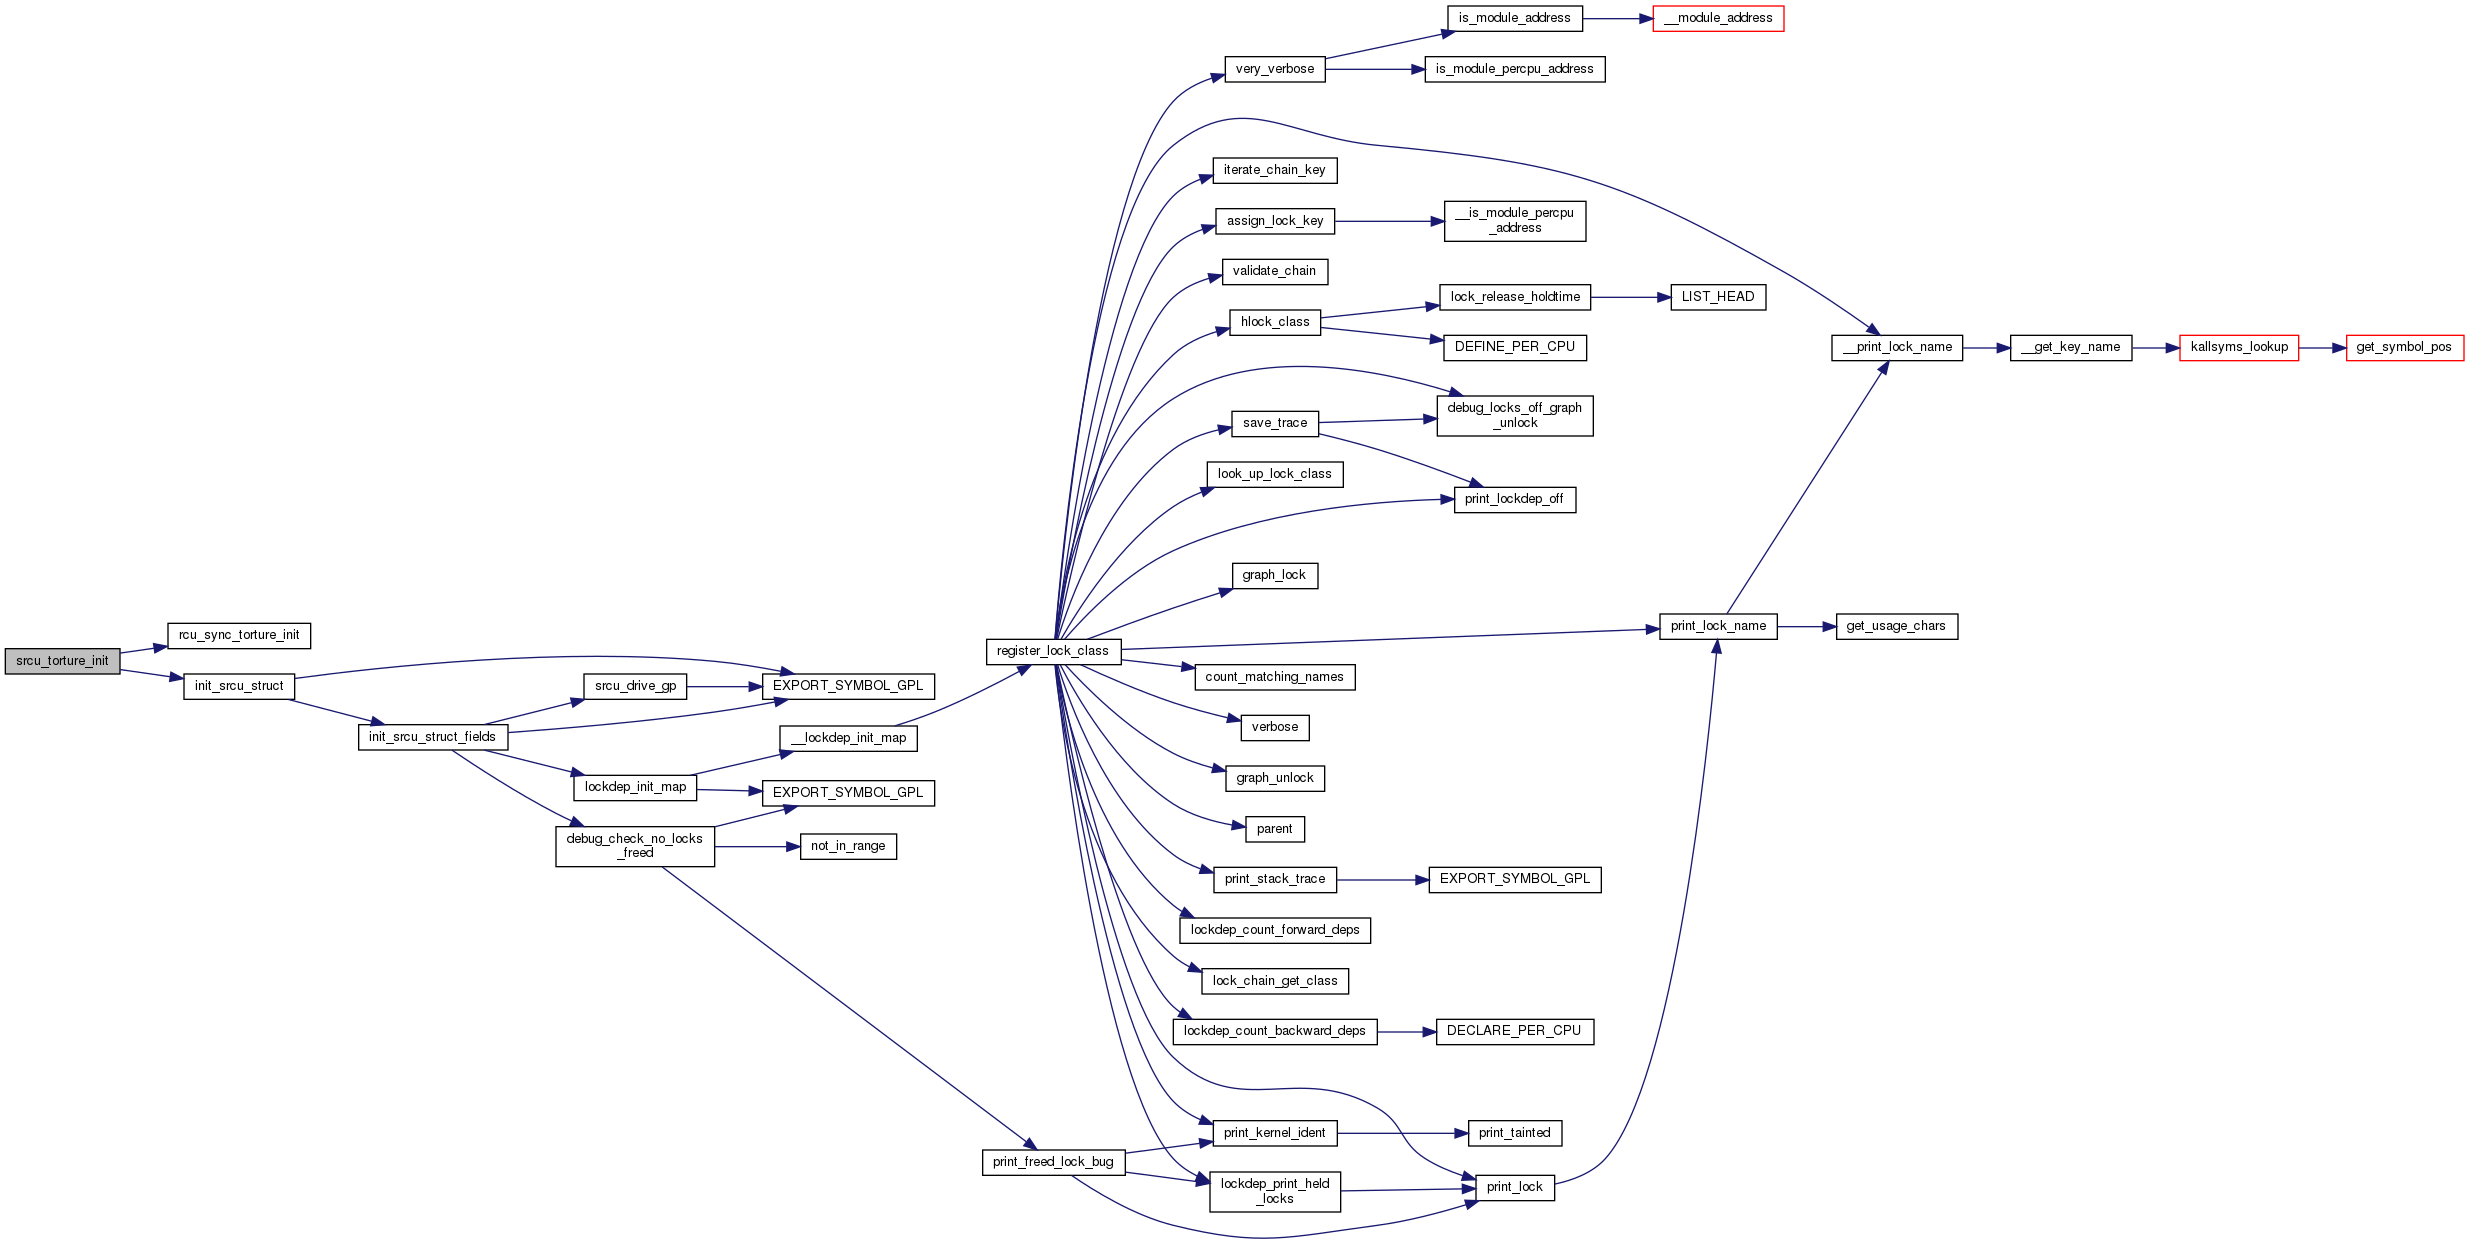 is_module_address
__module_address
very_verbose
is_module_percpu_address
iterate_chain_key
assign_lock_key
__is_module_percpu
_address
validate_chain
lock_release_holdtime
LIST_HEAD
hlock_class
DEFINE_PER_CPU
__print_lock_name
__get_key_name
kallsyms_lookup
get_symbol_pos
debug_locks_off_graph
_unlock
save_trace
look_up_lock_class
print_lockdep_off
graph_lock
srcu_torture_init
rcu_sync_torture_init
init_srcu_struct
register_lock_class
print_lock_name
get_usage_chars
srcu_drive_gp
EXPORT_SYMBOL_GPL
count_matching_names
init_srcu_struct_fields
__lockdep_init_map
verbose
lockdep_init_map
EXPORT_SYMBOL_GPL
graph_unlock
debug_check_no_locks
_freed
not_in_range
parent
print_stack_trace
EXPORT_SYMBOL_GPL
lockdep_count_forward_deps
lock_chain_get_class
lockdep_count_backward_deps
DECLARE_PER_CPU
print_kernel_ident
print_tainted
print_freed_lock_bug
lockdep_print_held
_locks
print_lock